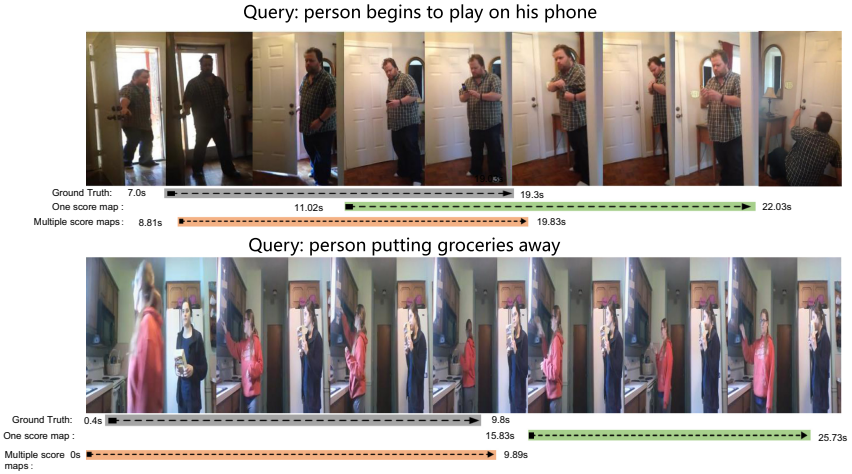 Query: person begins to play on his phone
Ground Truth: 7.0s 19.3s
One score map : 11.02s 22.03s
Multiple score maps : 8.81s 19.83s
Query: person putting groceries away
Ground Truth: 0.4s 9.8s
One score map : 15.83s 25.73s
Multiple score 0s 9.89s
maps :